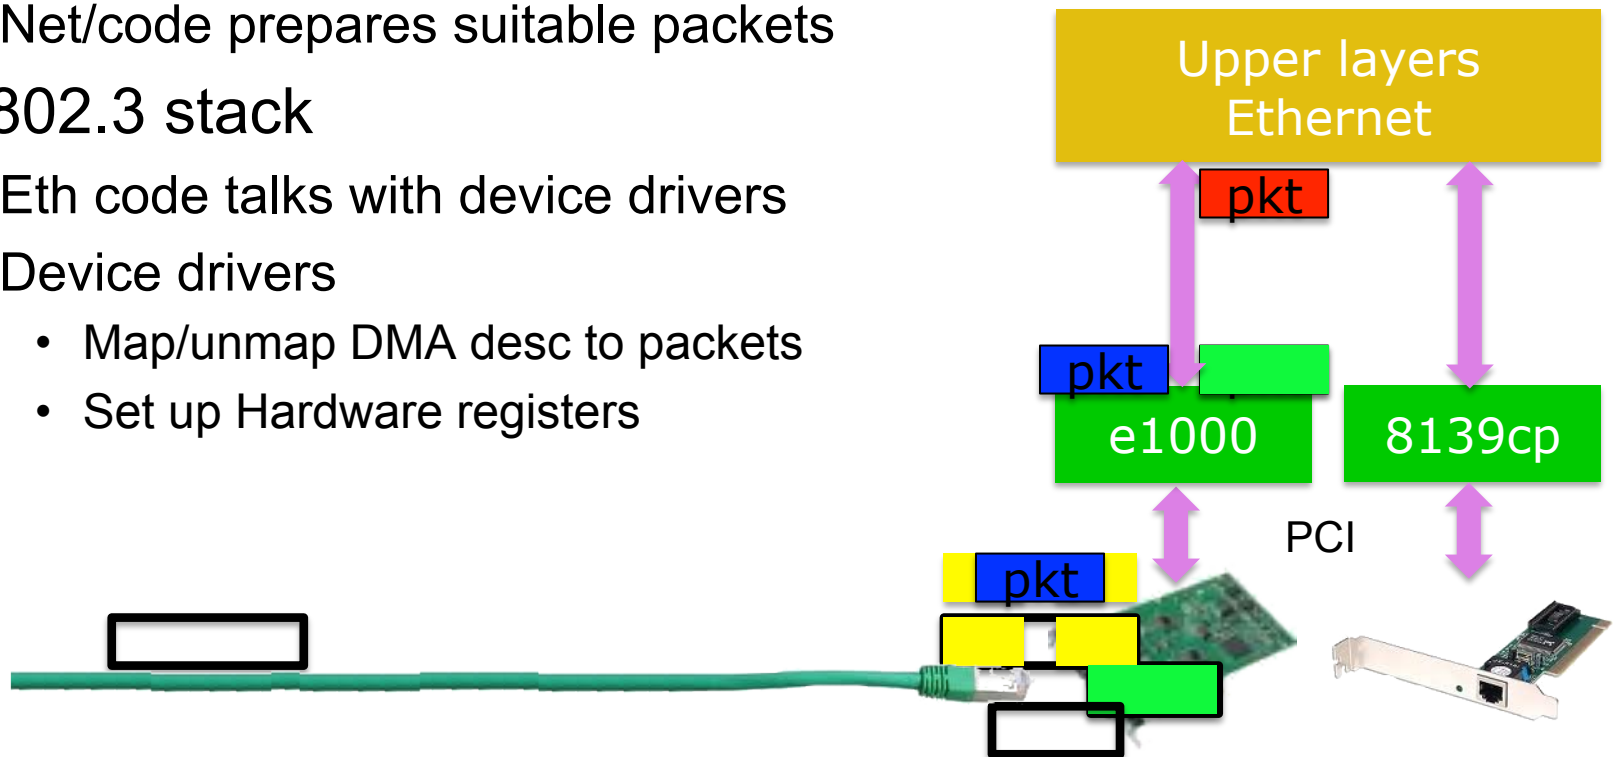 Net/code prepares suitable packets
802.3 stack
Eth code talks with device drivers
Device drivers
• Map/unmap DMA desc to packets
• Set up Hardware registers
Upper layers
Ethernet
pkt
pkt
e1000
8139cp
PCI
pkt